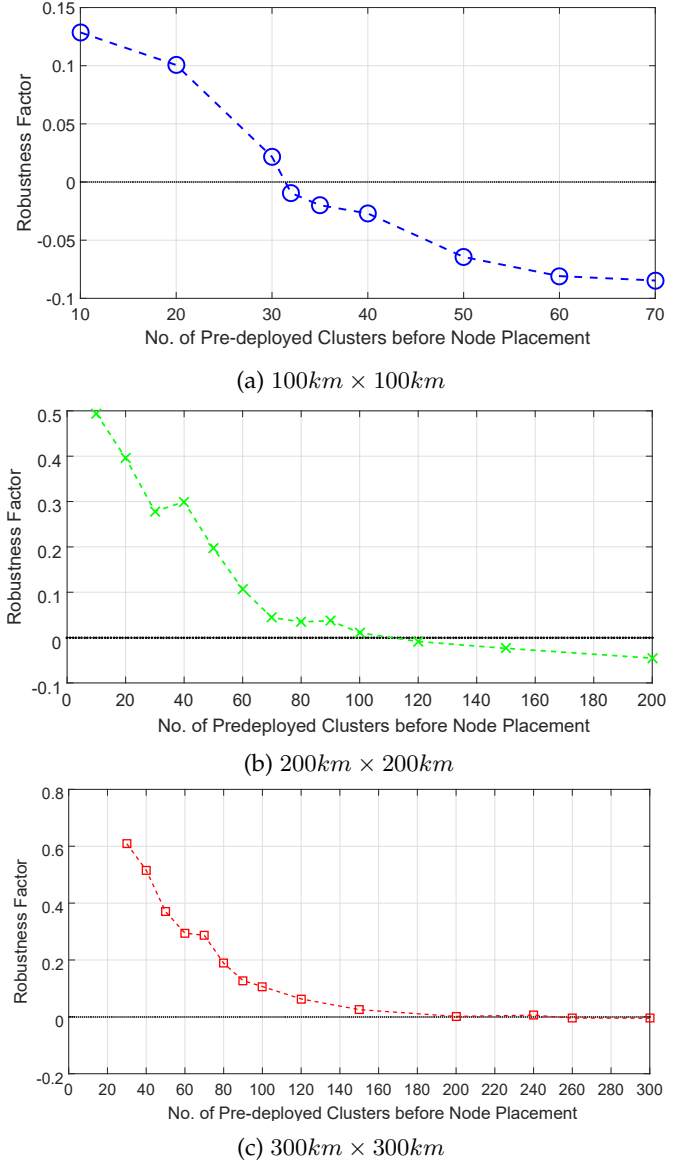 0.15
0.1
0.05
0
-0.05
-0.1
Robustness Factor
10 20 30 40 50 60 70
No. of Pre-deployed Clusters before Node Placement
(a) 100km × 100km
0.5
0.4
0.3
0.2
0.1
0
-0.1
Robustness Factor
0 20 40 60 80 100 120 140 160 180 200
No. of Predeployed Clusters before Node Placement
(b) 200km × 200km
0.8
0.6
0.4
0.2
0
-0.2
Robustness Factor
0 20 40 60 80 100 120 140 160 180 200 220 240 260 280 300
No. of Pre-deployed Clusters before Node Placement
(c) 300km × 300km